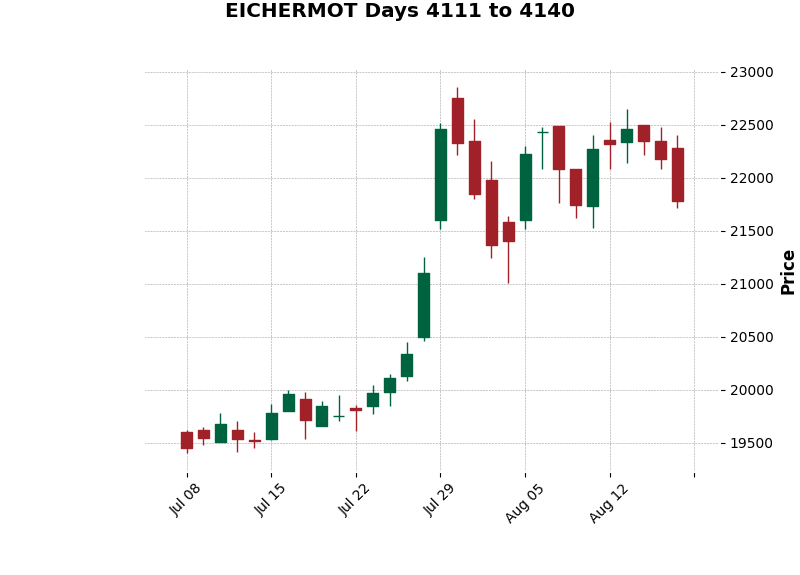 EICHERMOT Days 4111 to 4140
23000
22500
22000
21500
21000
20500
20000
19500
Price
Jul 08
Jul 15
Jul 22
Jul 29
Aug 05
Aug 12